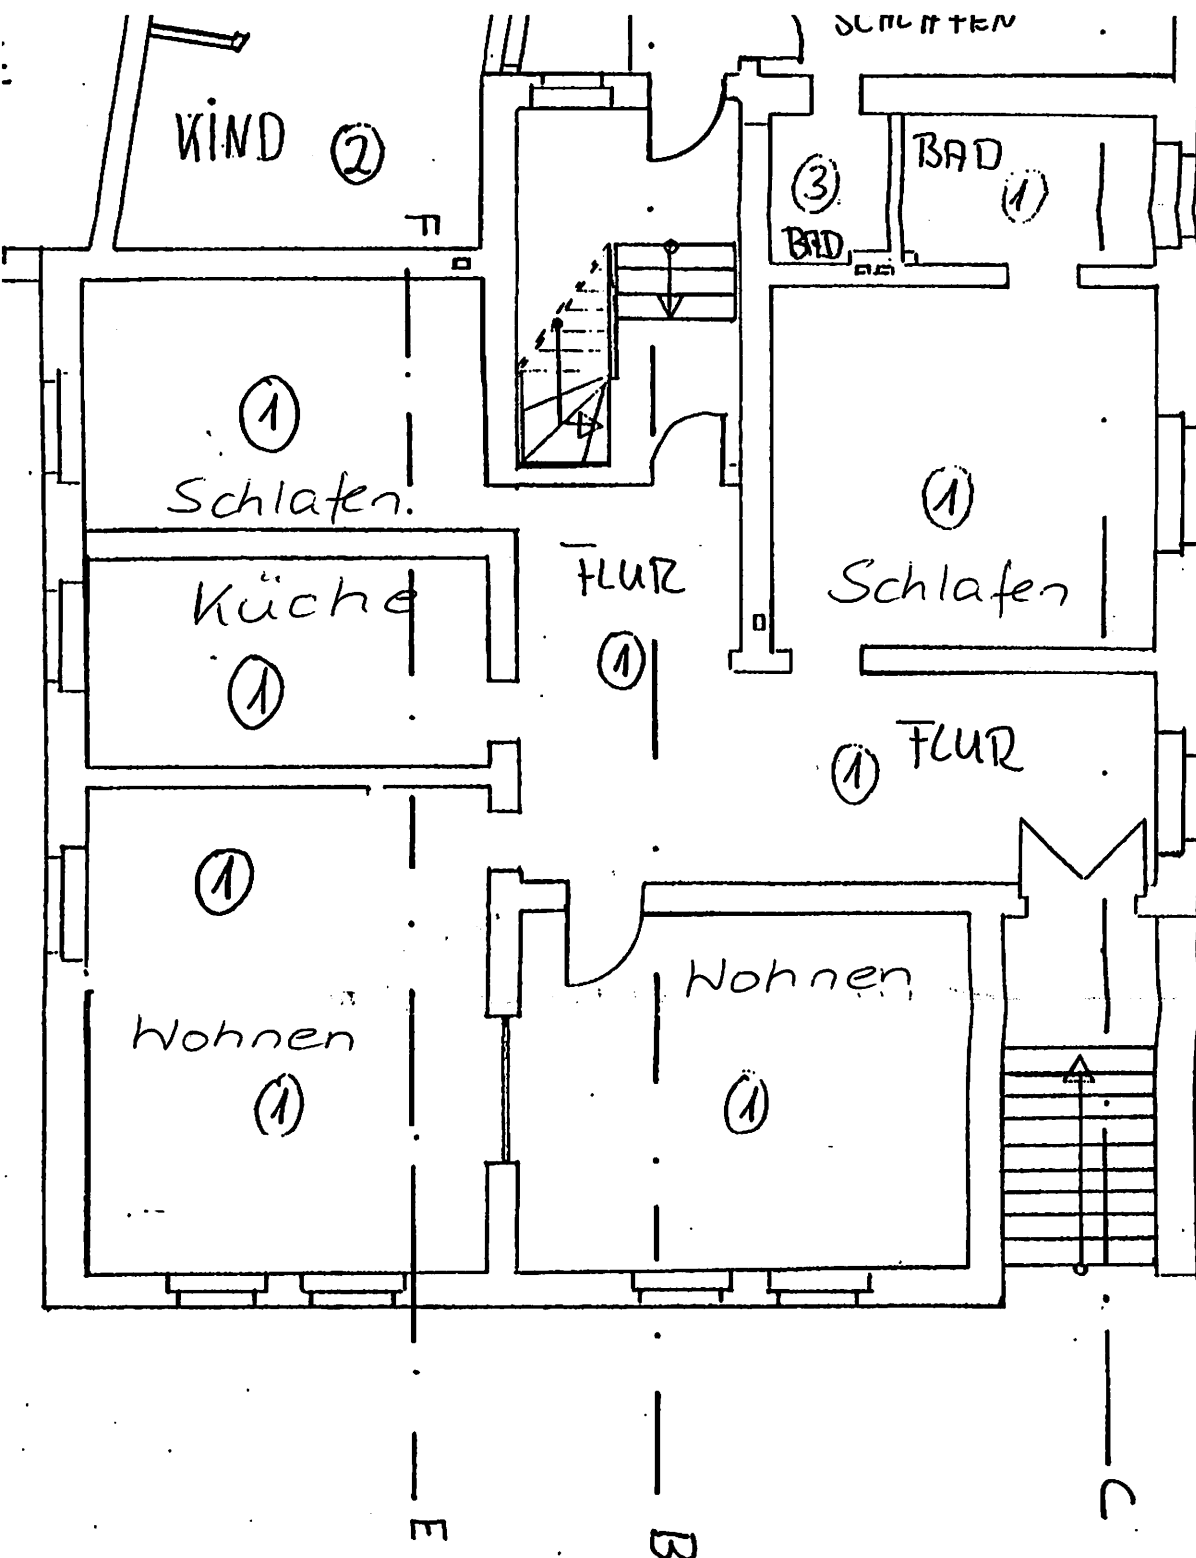 SCHLAFEN
KIND 2
BAD
3
1
BAD
F
1
Schlafen.
1
Schlafen
FLUR
Küche
1
1
FLUR
1
1
Wohnen
Wohnen
1
1
C
E
B